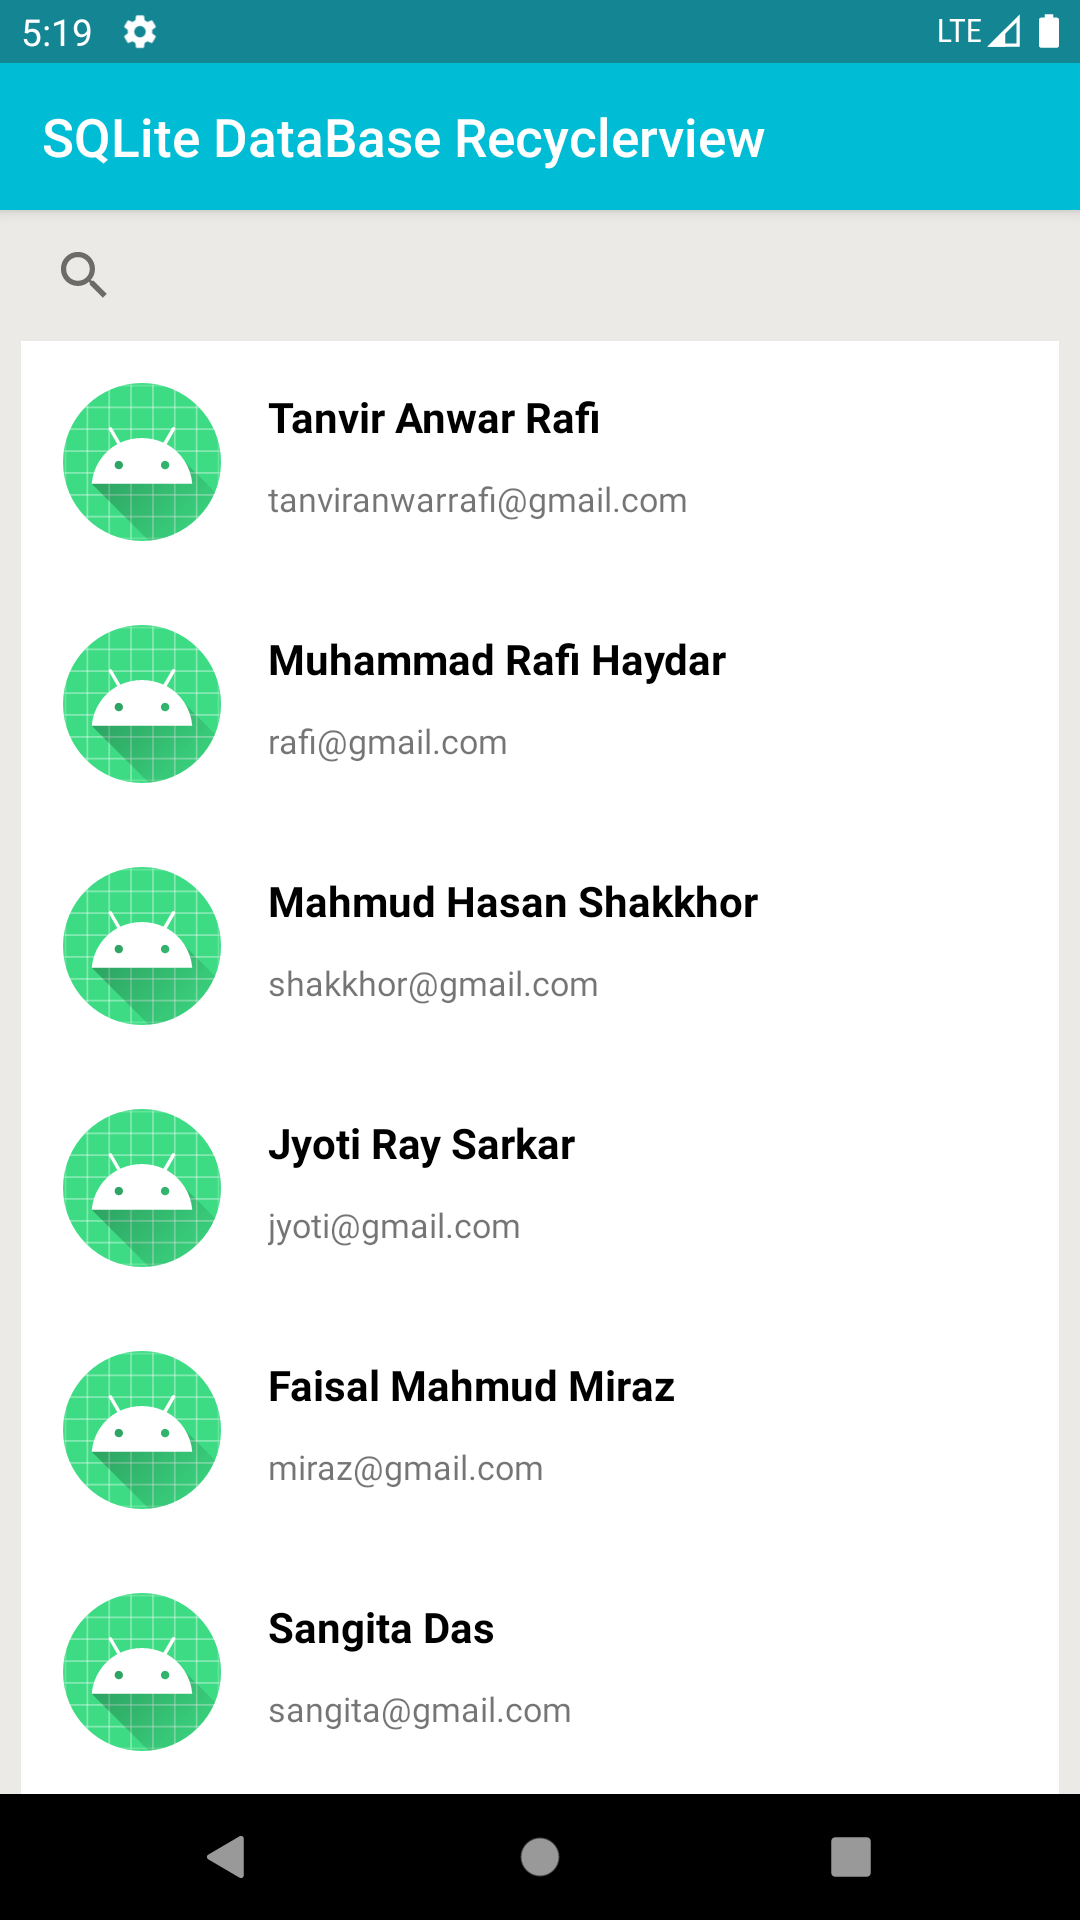 5:19 LTE
SQLite DataBase Recyclerview
Tanvir Anwar Rafi
tanviranwarrafi@gmail.com
Muhammad Rafi Haydar
rafi@gmail.com
Mahmud Hasan Shakkhor
shakkhor@gmail.com
Jyoti Ray Sarkar
jyoti@gmail.com
Faisal Mahmud Miraz
miraz@gmail.com
Sangita Das
sangita@gmail.com